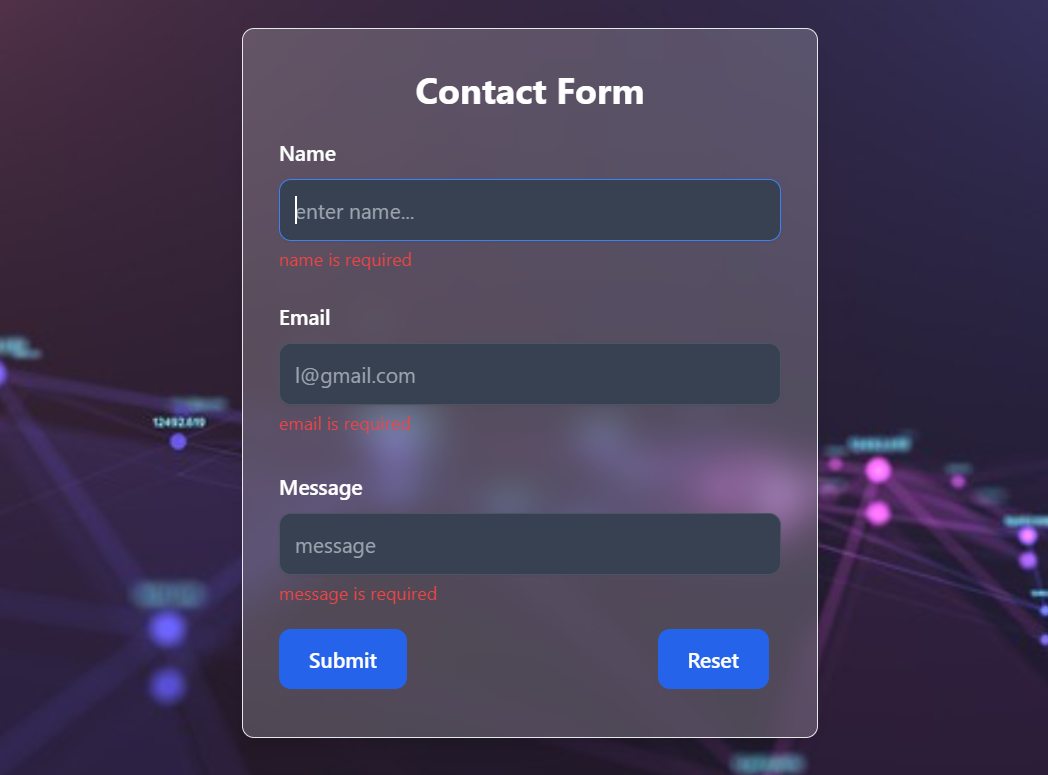 Contact Form
Name
enter name...
name is required
Email
l@gmail.com
email is required
12492.619
Message
message
message is required
Submit
Reset